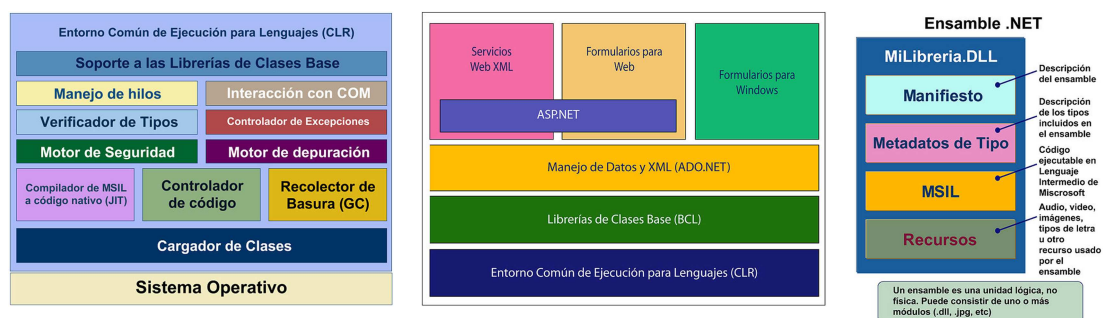 Entorno Común de Ejecución para Lenguajes (CLR)
Soporte a las Librerías de Clases Base
Manejo de hilos
Interacción con COM
Verificador de Tipos
Controlador de Excepciones
Motor de Seguridad
Motor de depuración
Compilador de MSIL
a código nativo (JIT)
Controlador
de código
Recolector de
Basura (GC)
Cargador de Clases
Sistema Operativo
Servicios
Web XML
Formularios para
Web
Formularios para
Windows
ASP.NET
Manejo de Datos y XML (ADO.NET)
Librerías de Clases Base (BCL)
Entorno Común de Ejecución para Lenguajes (CLR)
Ensamble .NET
MiLibreria.DLL
Manifiesto
Metadatos de Tipo
MSIL
Recursos
Descripción
del ensamble
Descripción
de los tipos
incluidos en
el ensamble
Código
ejecutable en
Lenguaje
Intermedio de
Miscrosoft
Audio, video,
imágenes,
tipos de letra
u otro
recurso usado
por el
ensamble
Un ensamble es una unidad lógica, no
física. Puede consistir de uno o más
módulos (.dll, .jpg, etc)